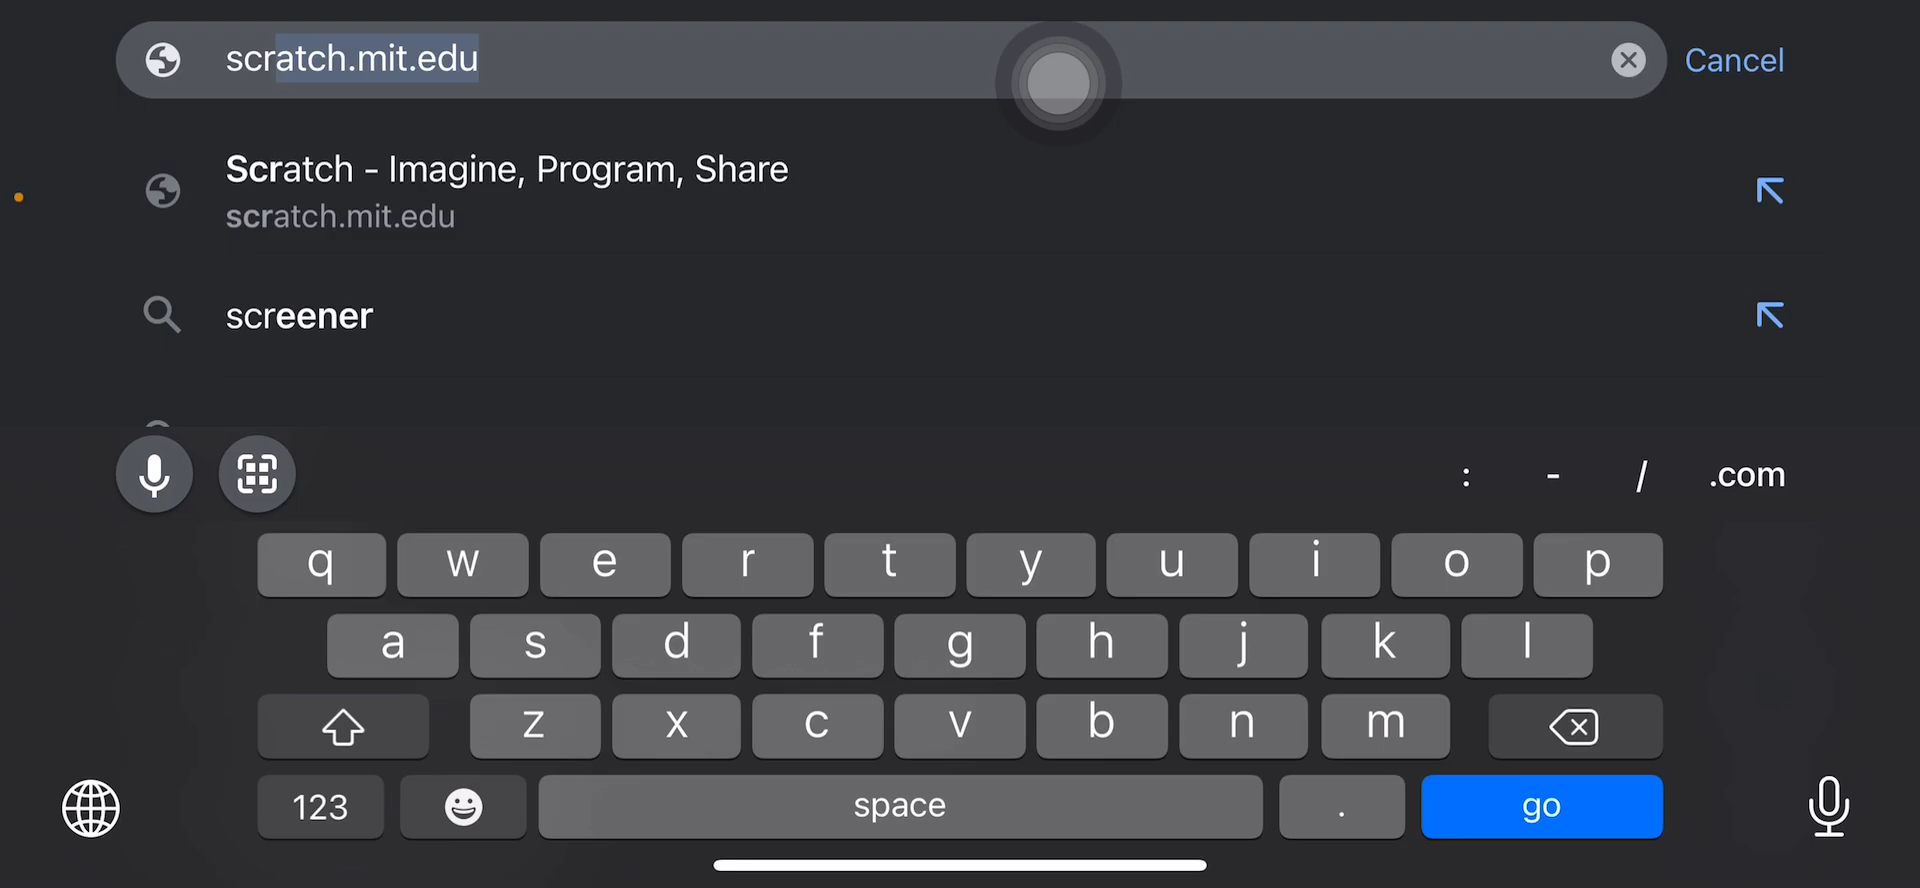 scratch.mit.edu
Cancel
Scratch - Imagine, Program, Share
scratch.mit.edu
screener
: - / .com
q w e r t y u i o p
a s d f g h j k l
z x c v b n m
123 space . go